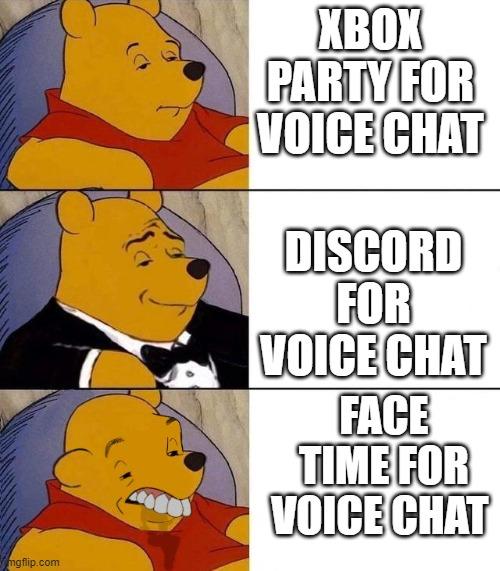 XBOX
PARTY FOR
VOICE CHAT
DISCORD
FOR
VOICE CHAT
FACE
TIME FOR
VOICE CHAT
imgflip.com